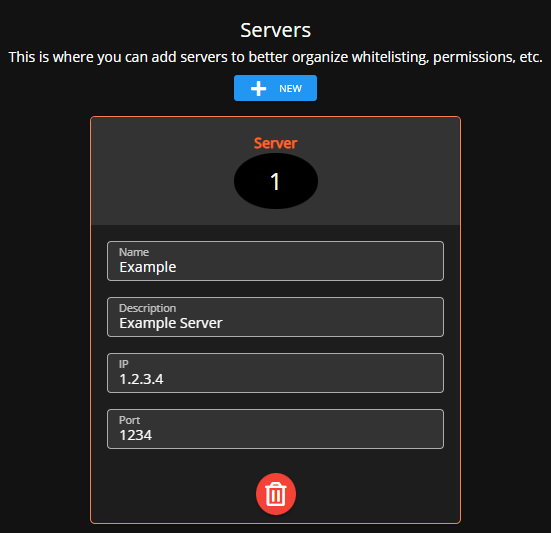 Servers
This is where you can add servers to better organize whitelisting, permissions, etc.
NEW
Server
1
Name
Example
Description
Example Server
IP
1.2.3.4
Port
1234